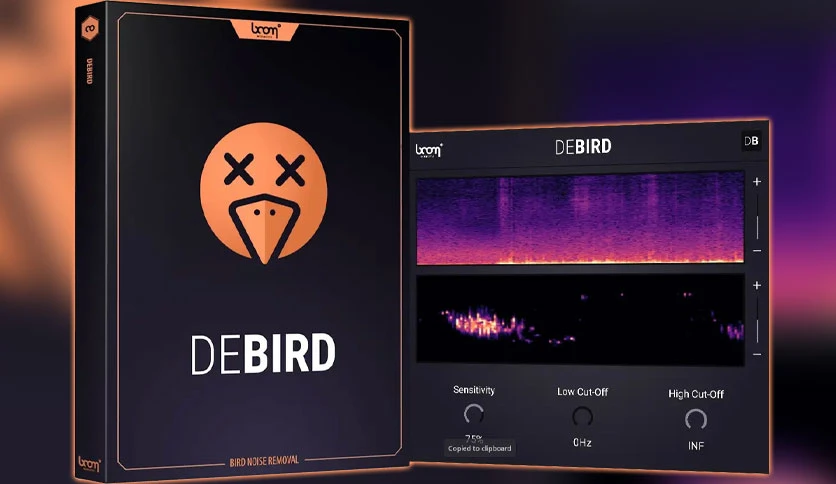 boom
DEBIRD
DEBIRD
boom
BIRD NOISE REMOVAL
boom
DEBIRD
DB
+
−
+
−
Sensitivity
Low Cut-Off
High Cut-Off
75%
0Hz
INF
Copied to clipboard